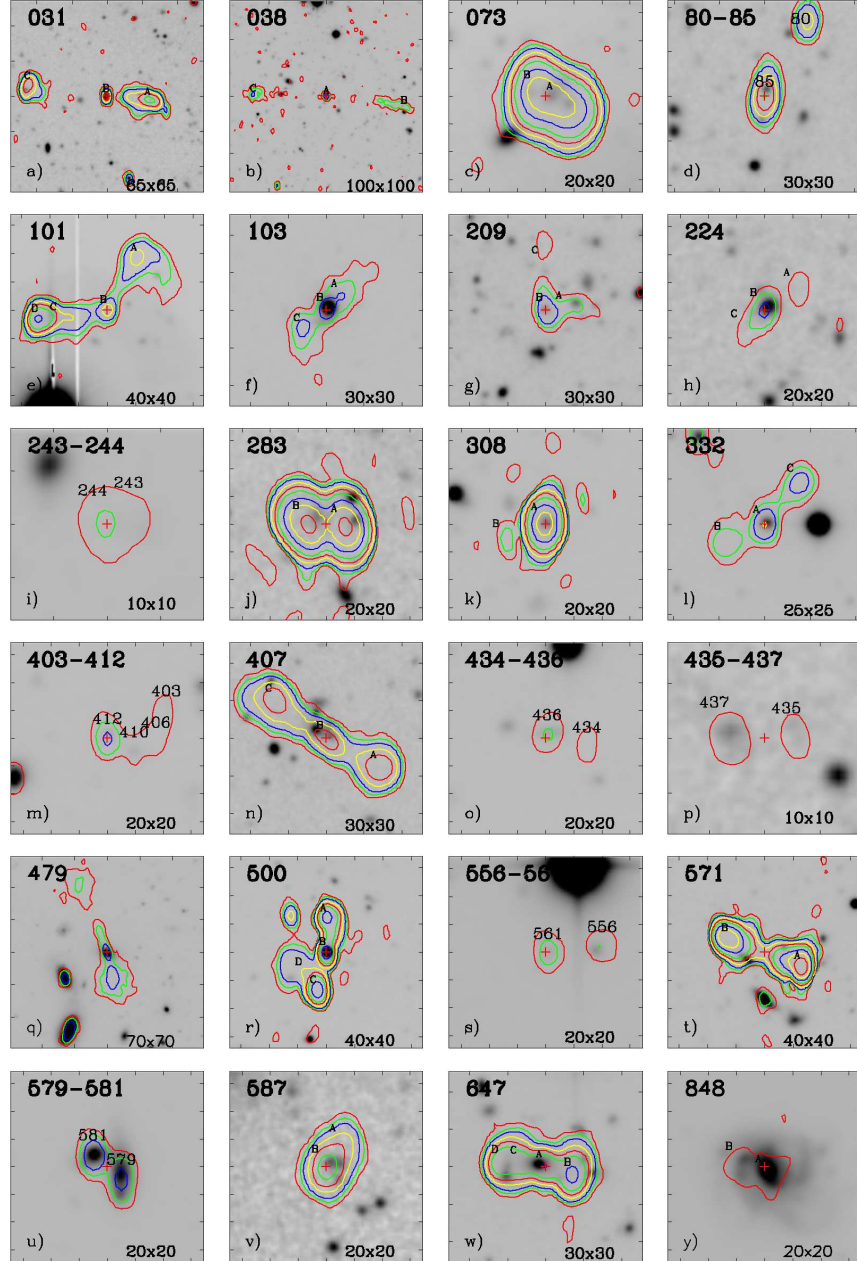 031
C
B
A
a)
65x65
038
C
A
B
b)
100x100
073
B
A
c)
20x20
80-85
80
85
d)
30x30
101
A
B
D C
e)
40x40
103
A
B
C
f)
30x30
209
C
B A
g)
30x30
224
A
B
C
h)
20x20
243-244
244 243
i)
10x10
283
B A
j)
20x20
308
A
B
k)
20x20
332
C
A
B
l)
25x25
403-412
403
412
410 406
m)
20x20
407
C
B
A
n)
30x30
434-436
436
434
o)
20x20
435-437
437 435
p)
10x10
479
q)
70x70
500
A
B
D
C
r)
40x40
556-56
561 556
s)
20x20
571
B
A
t)
40x40
579-581
581
579
u)
20x20
587
A
B
v)
20x20
647
D C A B
w)
30x30
848
B
A
y)
20x20